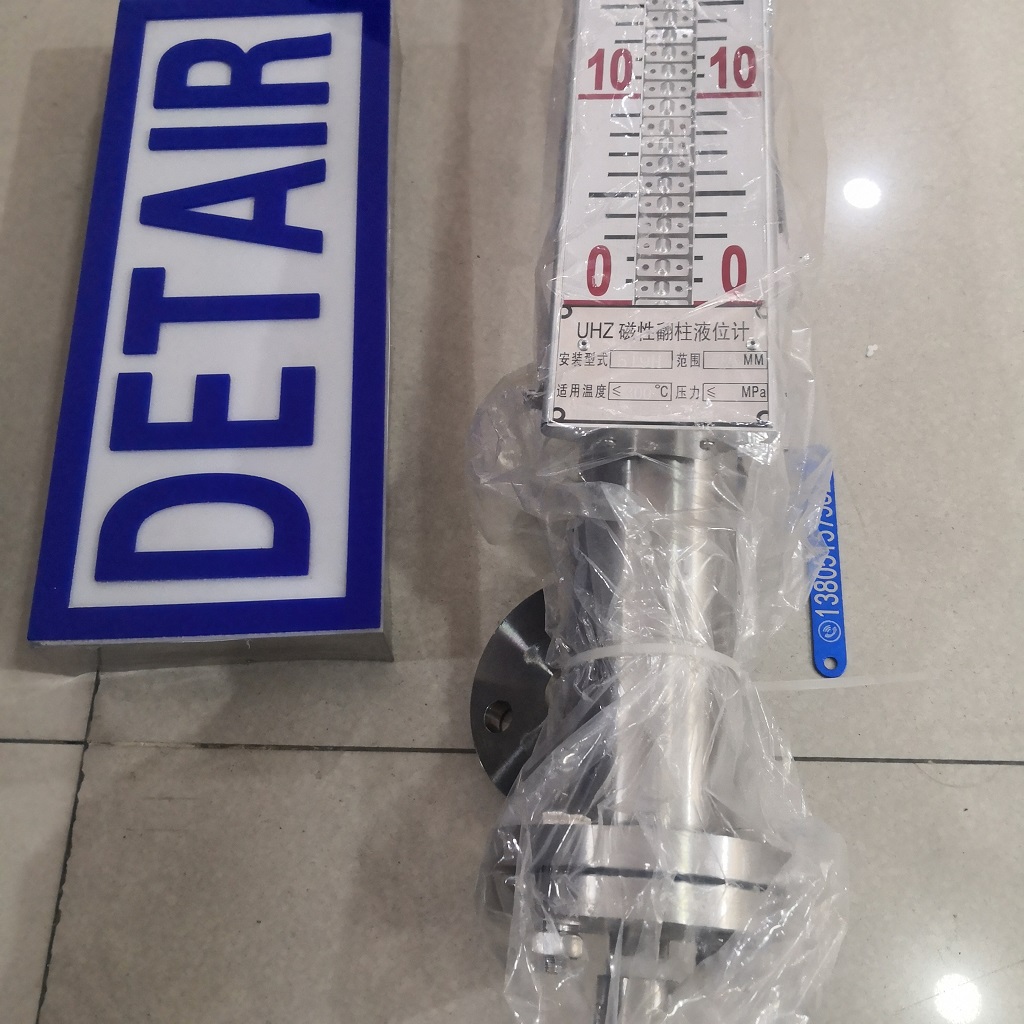 DETAIR
10 10
0 0
UHZ 磁性翻柱液位计
安装型式 范围 MM
适用温度 ≤ ℃ 压力 ≤ MPa